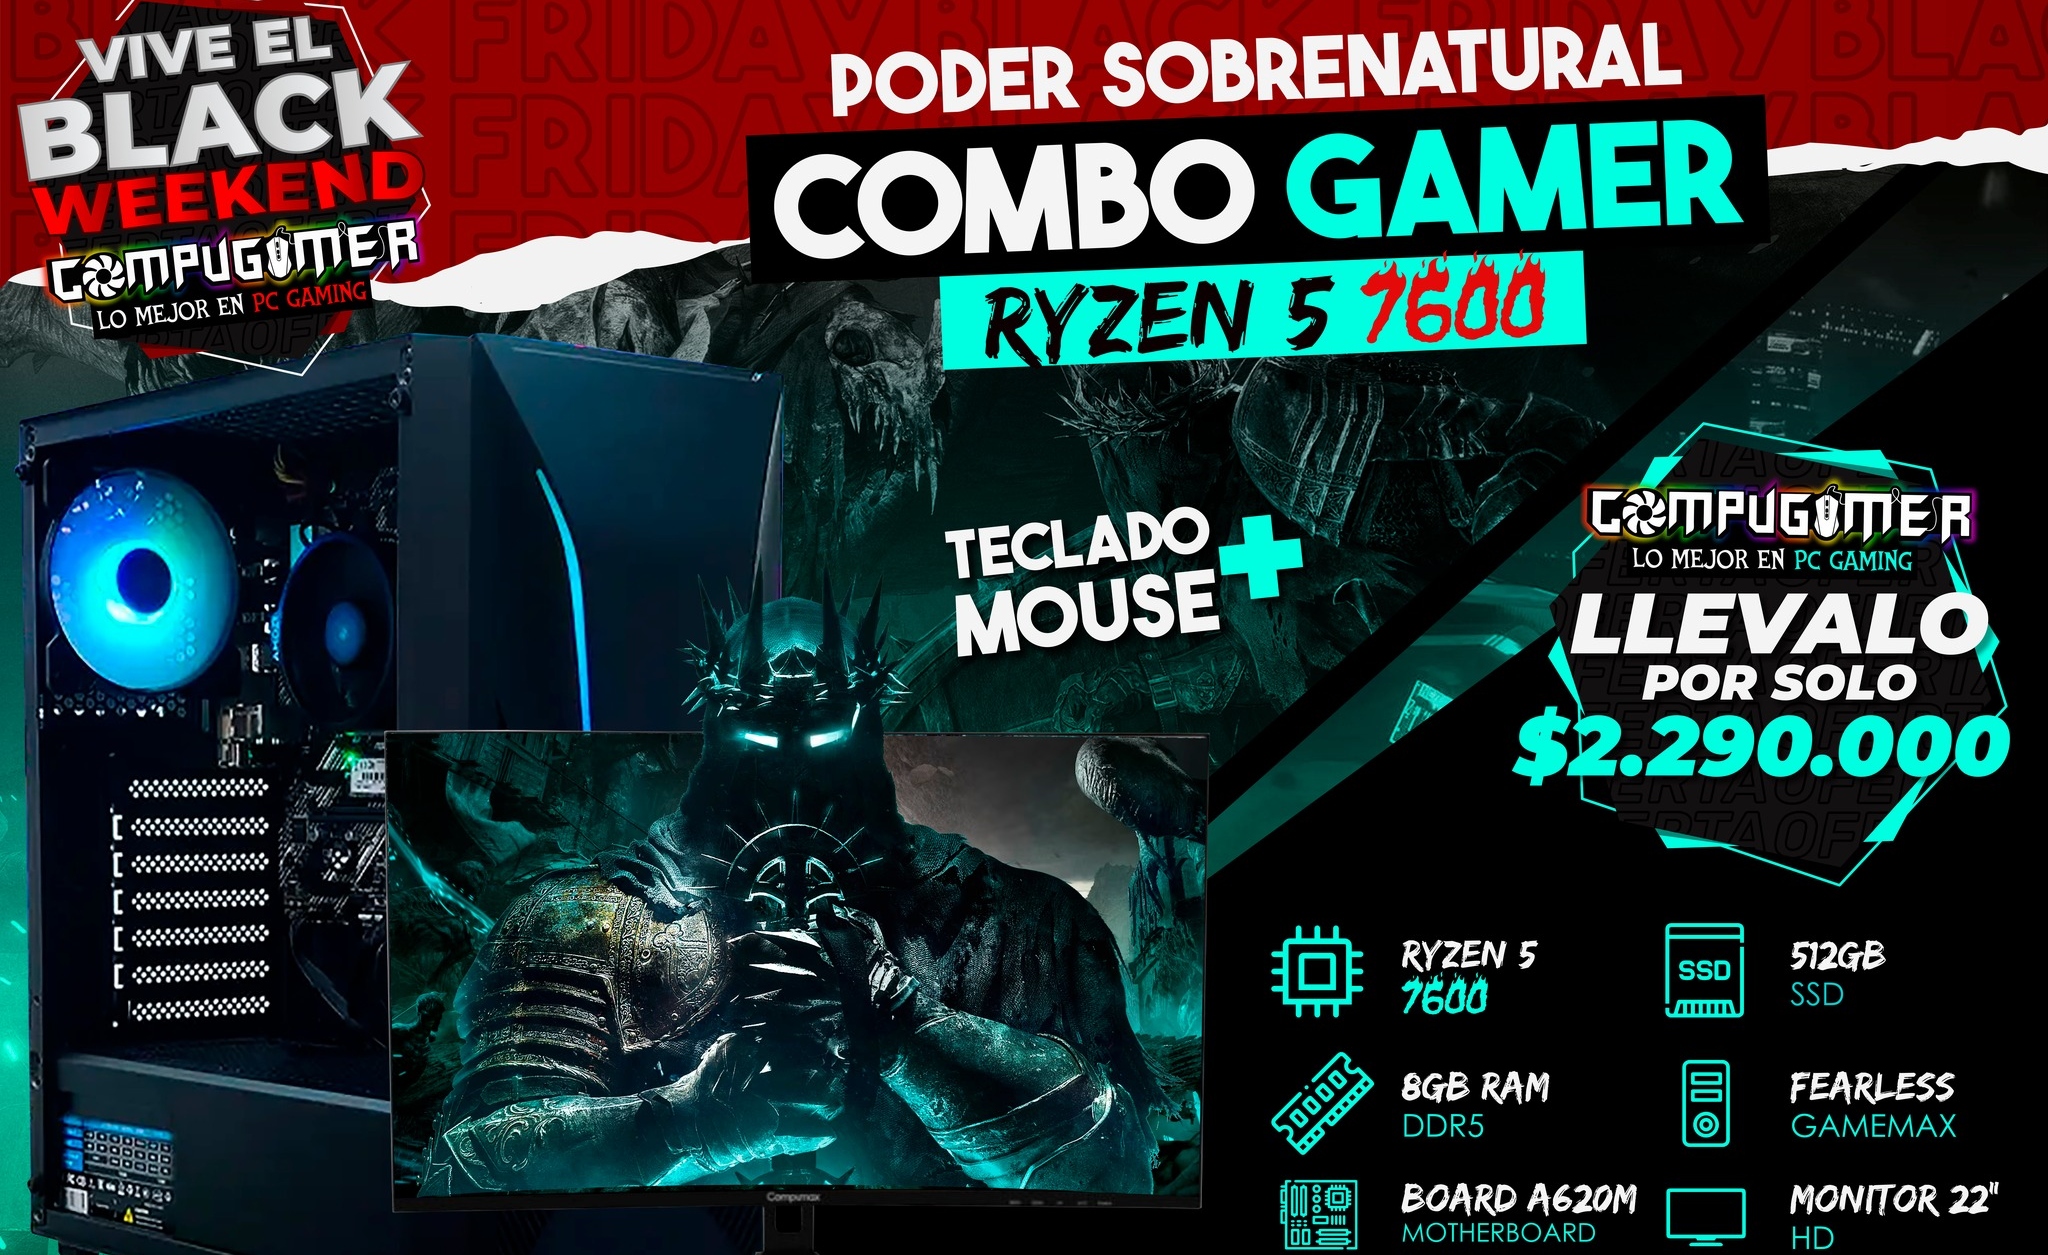 VIVE EL
BLACK
WEEKEND
COMPUGAMER
LO MEJOR EN PC GAMING
PODER SOBRENATURAL
COMBO GAMER
RYZEN 5 7600
TECLADO
MOUSE +
COMPUGAMER
LO MEJOR EN PC GAMING
LLEVALO
POR SOLO
$2.290.000
RYZEN 5
7600
SSD
512GB
SSD
8GB RAM
DDR5
FEARLESS
GAMEMAX
BOARD A620M
MOTHERBOARD
MONITOR 22"
HD
Compumax